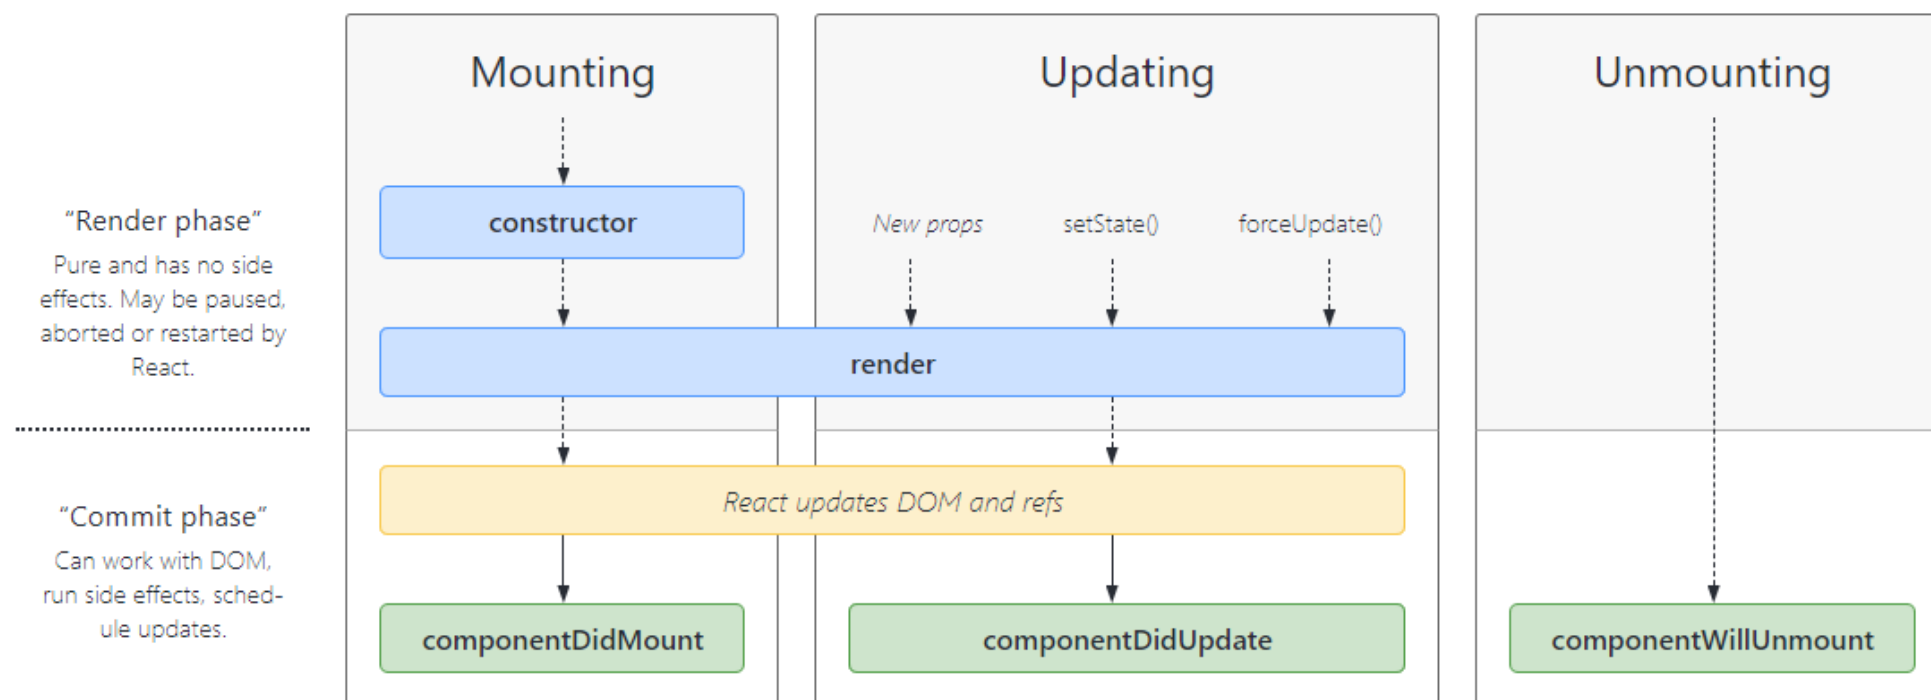 Mounting
Updating
Unmounting
“Render phase”
Pure and has no side
effects. May be paused,
aborted or restarted by
React.
constructor
New props
setState()
forceUpdate()
render
“Commit phase”
Can work with DOM,
run side effects, sched-
ule updates.
React updates DOM and refs
componentDidMount
componentDidUpdate
componentWillUnmount